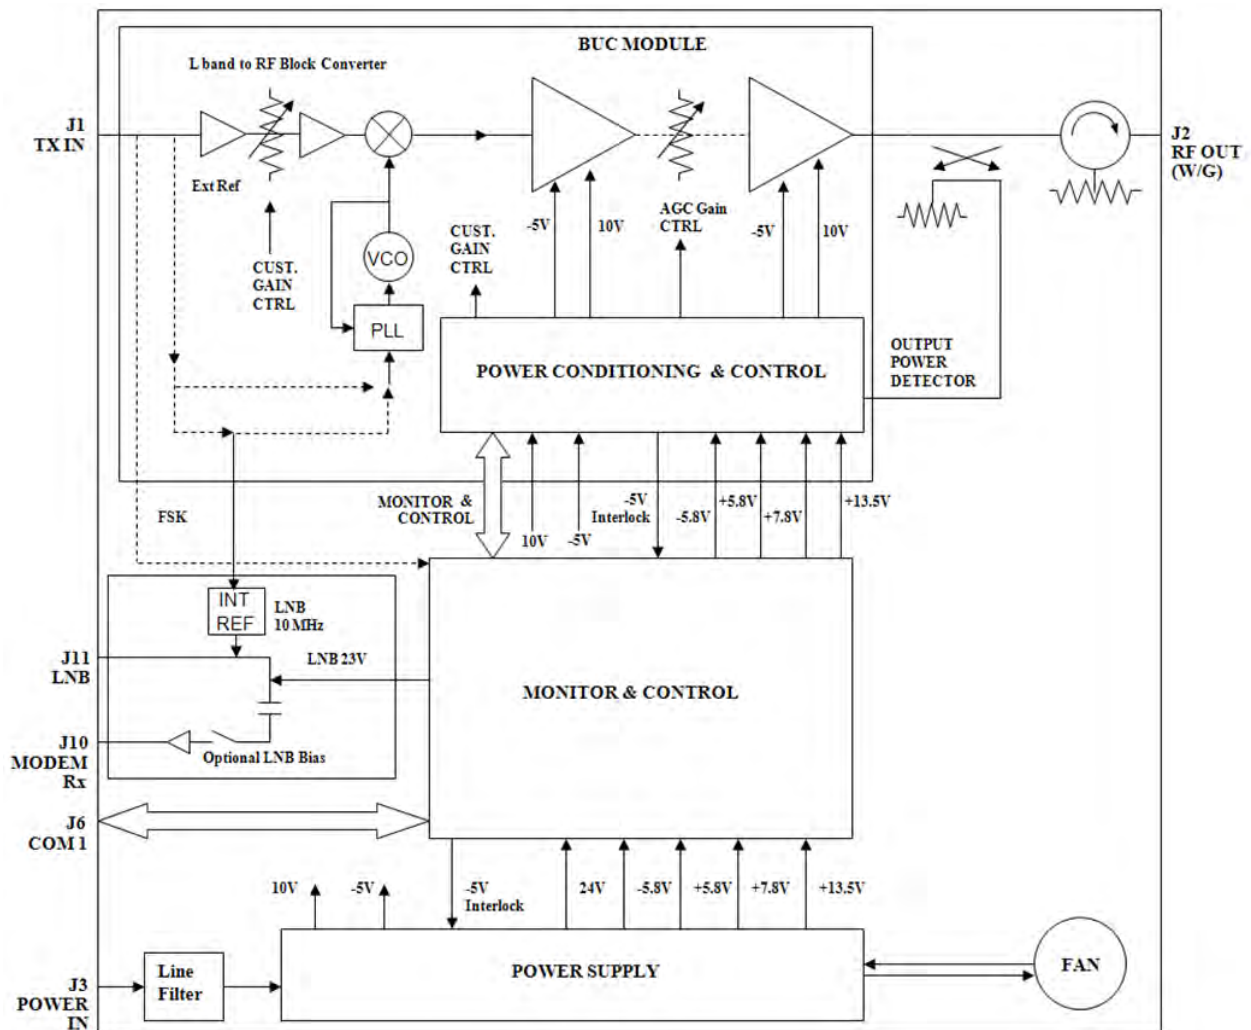 BUC MODULE
L band to RF Block Converter
J1
TX IN
J2
RF OUT
(W/G)
Ext Ref
CUST.
GAIN
CTRL
VCO
PLL
CUST.
GAIN
CTRL
-5V
10V
AGC Gain
CTRL
-5V
10V
POWER CONDITIONING & CONTROL
OUTPUT
POWER
DETECTOR
FSK
MONITOR &
CONTROL
10V
-5V
-5V
Interlock
-5.8V
+5.8V
+7.8V
+13.5V
INT
REF
LNB
10 MHz
J11
LNB
LNB 23V
MONITOR & CONTROL
J10
MODEM
Rx
Optional LNB Bias
J6
COM 1
10V
-5V
-5V
Interlock
24V
-5.8V
+5.8V
+7.8V
+13.5V
J3
POWER
IN
Line
Filter
POWER SUPPLY
FAN